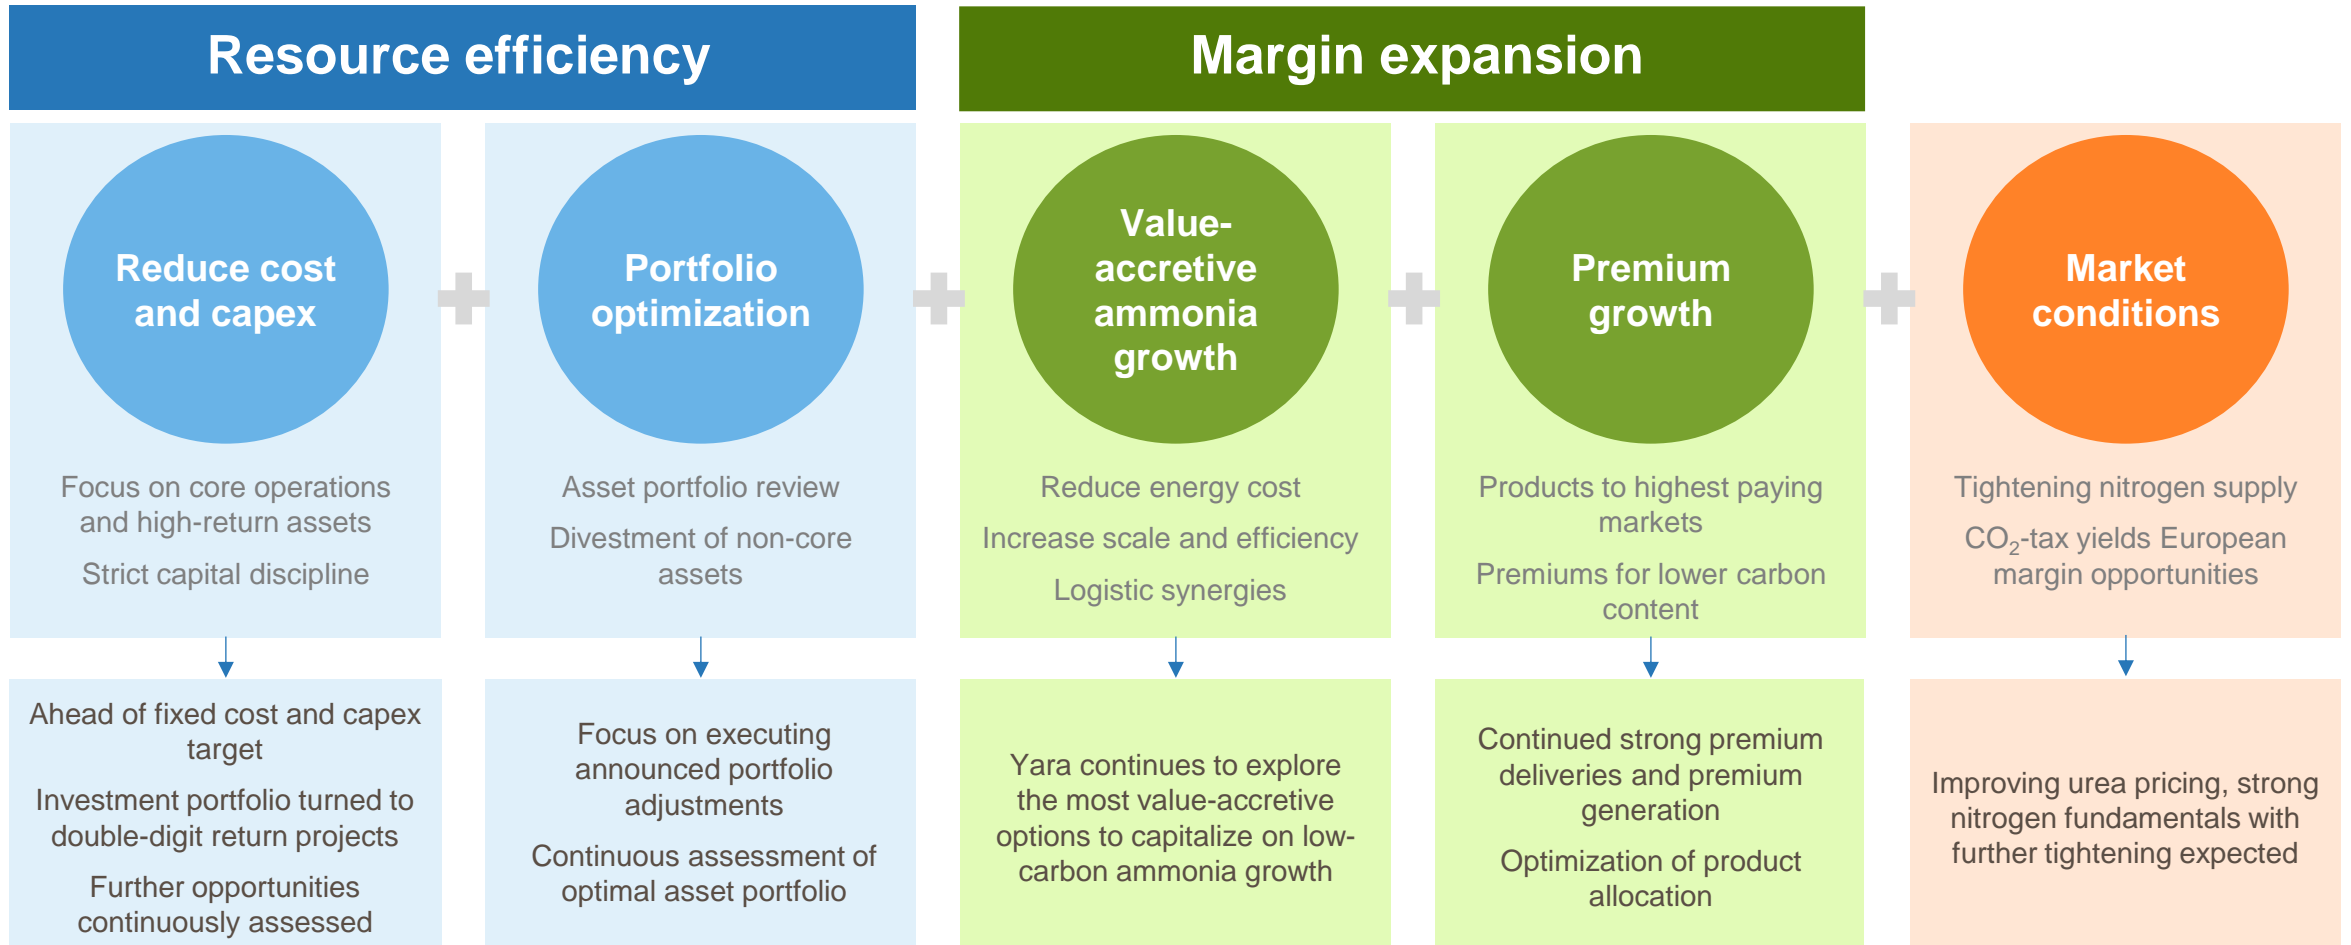 Resource efficiency
Margin expansion
Reduce cost
and capex
Focus on core operations
and high-return assets
Strict capital discipline
Ahead of fixed cost and capex
target
Investment portfolio turned to
double-digit return projects
Further opportunities
continuously assessed
Portfolio
optimization
Asset portfolio review
Divestment of non-core
assets
Focus on executing
announced portfolio
adjustments
Continuous assessment of
optimal asset portfolio
Value-
accretive
ammonia
growth
Reduce energy cost
Increase scale and efficiency
Logistic synergies
Yara continues to explore
the most value-accretive
options to capitalize on low-
carbon ammonia growth
Premium
growth
Products to highest paying
markets
Premiums for lower carbon
content
Continued strong premium
deliveries and premium
generation
Optimization of product
allocation
Market
conditions
Tightening nitrogen supply
CO₂-tax yields European
margin opportunities
Improving urea pricing, strong
nitrogen fundamentals with
further tightening expected